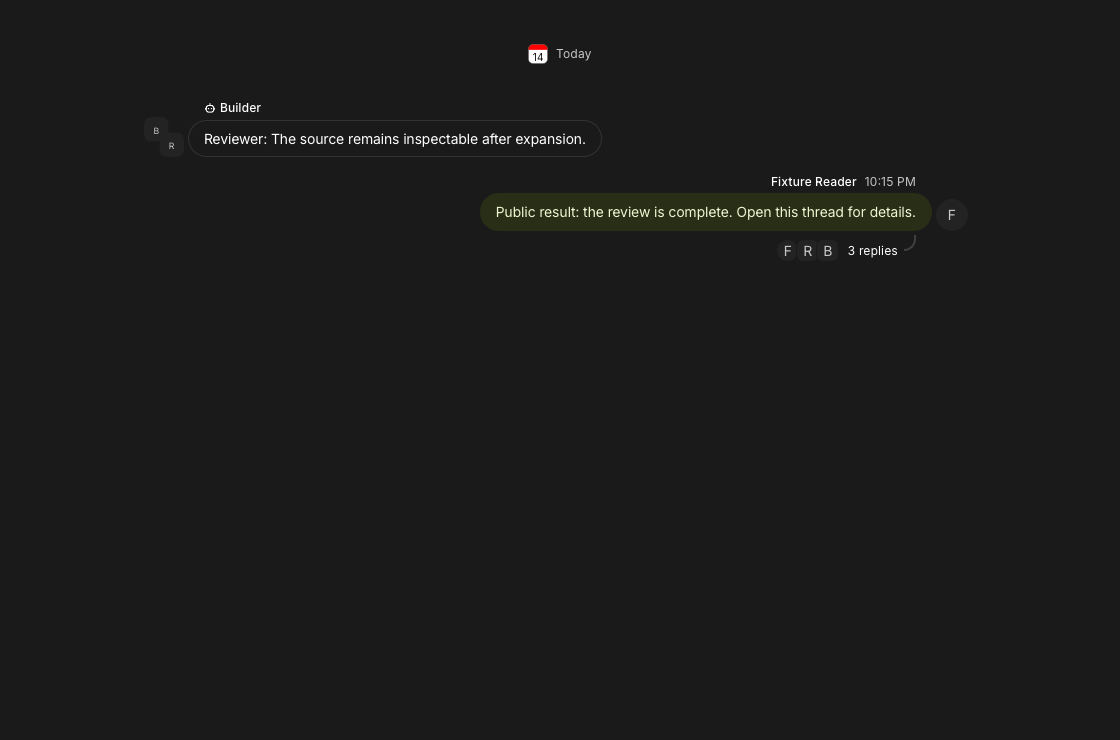 14 Today
Builder
B
R
Reviewer: The source remains inspectable after expansion.
Fixture Reader 10:15 PM
Public result: the review is complete. Open this thread for details.
F
F R B 3 replies